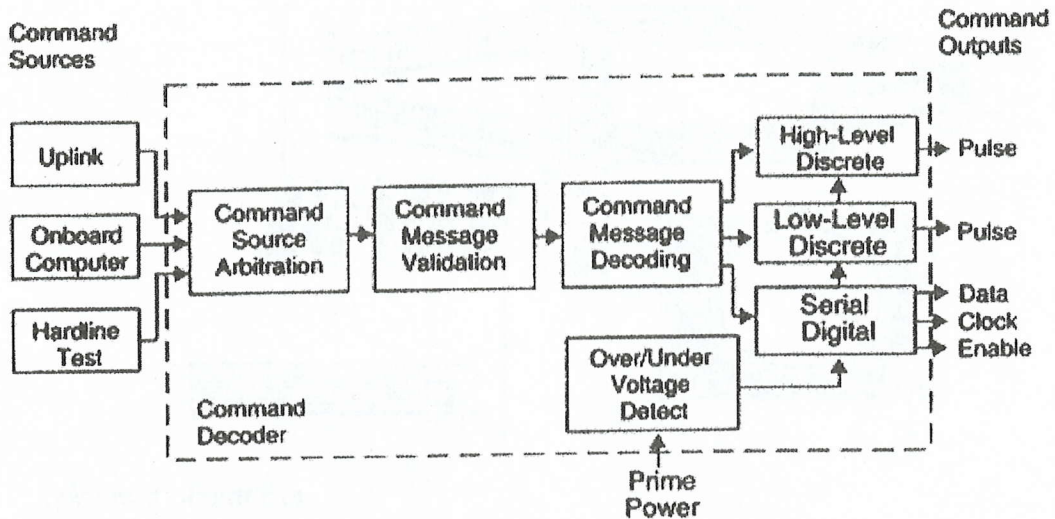 Command
Sources
Command
Outputs
Uplink
Onboard
Computer
Hardline
Test
Command
Source
Arbitration
Command
Message
Validation
Command
Message
Decoding
High-Level
Discrete
Low-Level
Discrete
Serial
Digital
Over/Under
Voltage
Detect
Pulse
Pulse
Data
Clock
Enable
Command
Decoder
Prime
Power